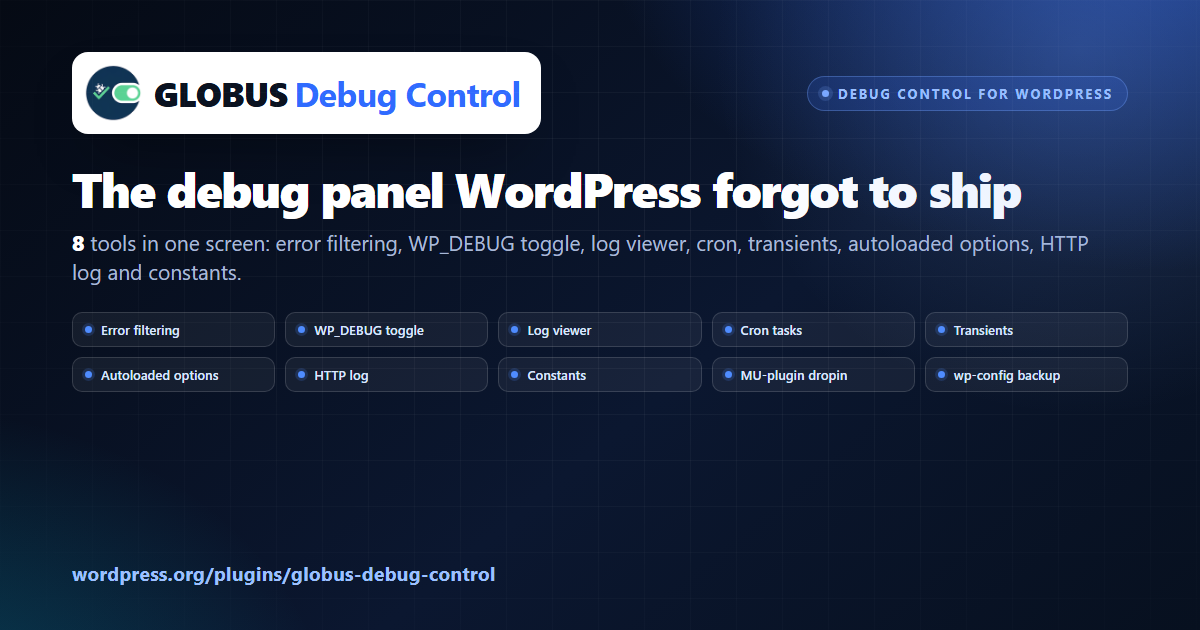 GLOBUS Debug Control
DEBUG CONTROL FOR WORDPRESS
The debug panel WordPress forgot to ship
8 tools in one screen: error filtering, WP_DEBUG toggle, log viewer, cron, transients, autoloaded options, HTTP
log and constants.
Error filtering
WP_DEBUG toggle
Log viewer
Cron tasks
Transients
Autoloaded options
HTTP log
Constants
MU-plugin dropin
wp-config backup
wordpress.org/plugins/globus-debug-control